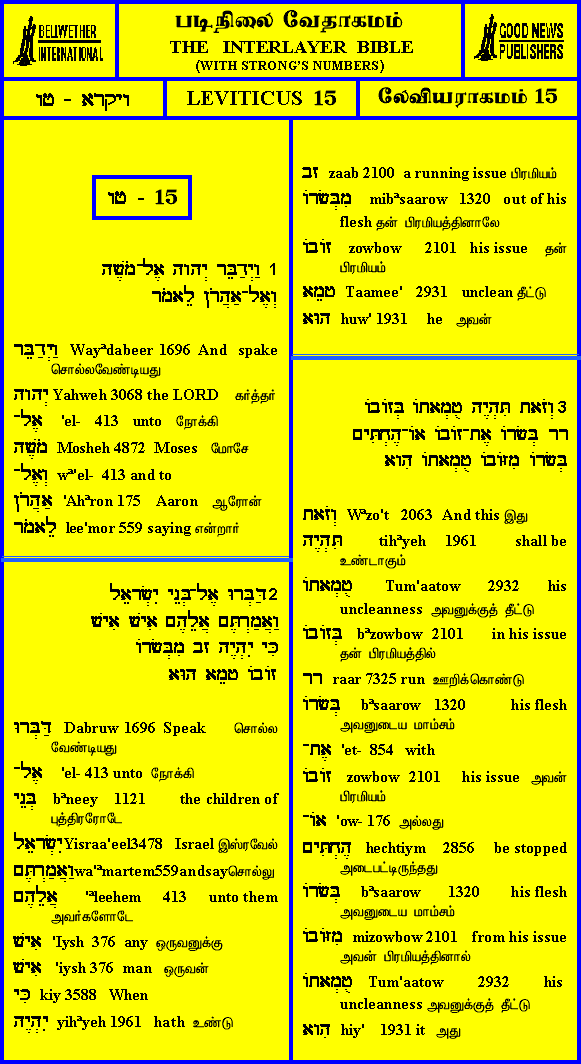 BELLWETHER
INTERNATIONAL
படிநிலை வேதாகமம்
THE INTERLAYER BIBLE
(WITH STRONG'S NUMBERS)
GOOD NEWS
PUBLISHERS
ויקרא - טו
LEVITICUS 15
லேவியராகமம் 15
טו - 15
1 וַיְדַבֵּר יְהוה אֶל־מֹשֶׁה
וְאֶל־אַהֲרֹן לֵאמֹר
וַיְדַבֵּר Wayᵃdabeer 1696 And spake
சொல்லவேண்டியது
יְהוה Yahweh 3068 the LORD கர்த்தர்
אֶל־ 'el- 413 unto நோக்கி
מֹשֶׁה Mosheh 4872 Moses மோசே
וְאֶל־ wᵃ'el- 413 and to
אַהֲרֹן 'Ahᵃron 175 Aaron ஆரோன்
לֵאמֹר lee'mor 559 saying என்றார்
2 דַּבְּרוּ אֶל־בְּנֵי יִשְׂרָאֵל
וַאֲמַרְתֶּם אֲלֵהֶם אִישׁ אִישׁ
כִּי יִהְיֶה זָב מִבְּשָׂרוֹ
זוֹבוֹ טָמֵא הוּא
דַּבְּרוּ Dabruw 1696 Speak சொல்ல
வேண்டியது
אֶל־ 'el- 413 unto நோக்கி
בְּנֵי bᵃneey 1121 the children of
புத்திரரோடே
יִשְׂרָאֵל Yisraa'eel3478 Israel இஸ்ரவேல்
וַאֲמַרְתֶּם wa'ᵃmartem559andsayசொல்லு
אֲלֵהֶם 'ᵃleehem 413 unto them
அவர்களோடே
אִישׁ 'Iysh 376 any ஒருவனுக்கு
אִישׁ 'iysh 376 man ஒருவன்
כִּי kiy 3588 When
יִהְיֶה yihᵃyeh 1961 hath உண்டு
זָב zaab 2100 a running issue பிரமியம்
מִבְּשָׂרוֹ mibᵃsaarow 1320 out of his
flesh தன் பிரமியத்தினாலே
זוֹבוֹ zowbow 2101 his issue தன்
பிரமியம்
טָמֵא Taamee' 2931 unclean தீட்டு
הוּא huw' 1931 he அவன்
3 וְזֹאת תִּהְיֶה טֻמְאָתוֹ בְּזוֹבוֹ
רָר בְּשָׂרוֹ אֶת־זוֹבוֹ אוֹ־הֶחְתִּים
בְּשָׂרוֹ מִזּוֹבוֹ טֻמְאָתוֹ הִוא
וְזֹאת Wᵃzo't 2063 And this இது
תִּהְיֶה tihᵃyeh 1961 shall be
உண்டாகும்
טֻמְאָתוֹ Tum'aatow 2932 his
uncleanness அவனுக்குத் தீட்டு
בְּזוֹבוֹ bᵃzowbow 2101 in his issue
தன் பிரமியத்தில்
רָר raar 7325 run ஊறிக்கொண்டு
בְּשָׂרוֹ bᵃsaarow 1320 his flesh
அவனுடைய மாம்சம்
אֶת־ 'et- 854 with
זוֹבוֹ zowbow 2101 his issue அவன்
பிரமியம்
אוֹ־ 'ow- 176 அல்லது
הֶחְתִּים hechtiym 2856 be stopped
அடைபட்டிருந்தது
בְּשָׂרוֹ bᵃsaarow 1320 his flesh
அவனுடைய மாம்சம்
מִזּוֹבוֹ mizowbow 2101 from his issue
அவன் பிரமியத்தினால்
טֻמְאָתוֹ Tum'aatow 2932 his
uncleanness அவனுக்குத் தீட்டு
הִוא hiy' 1931 it அது